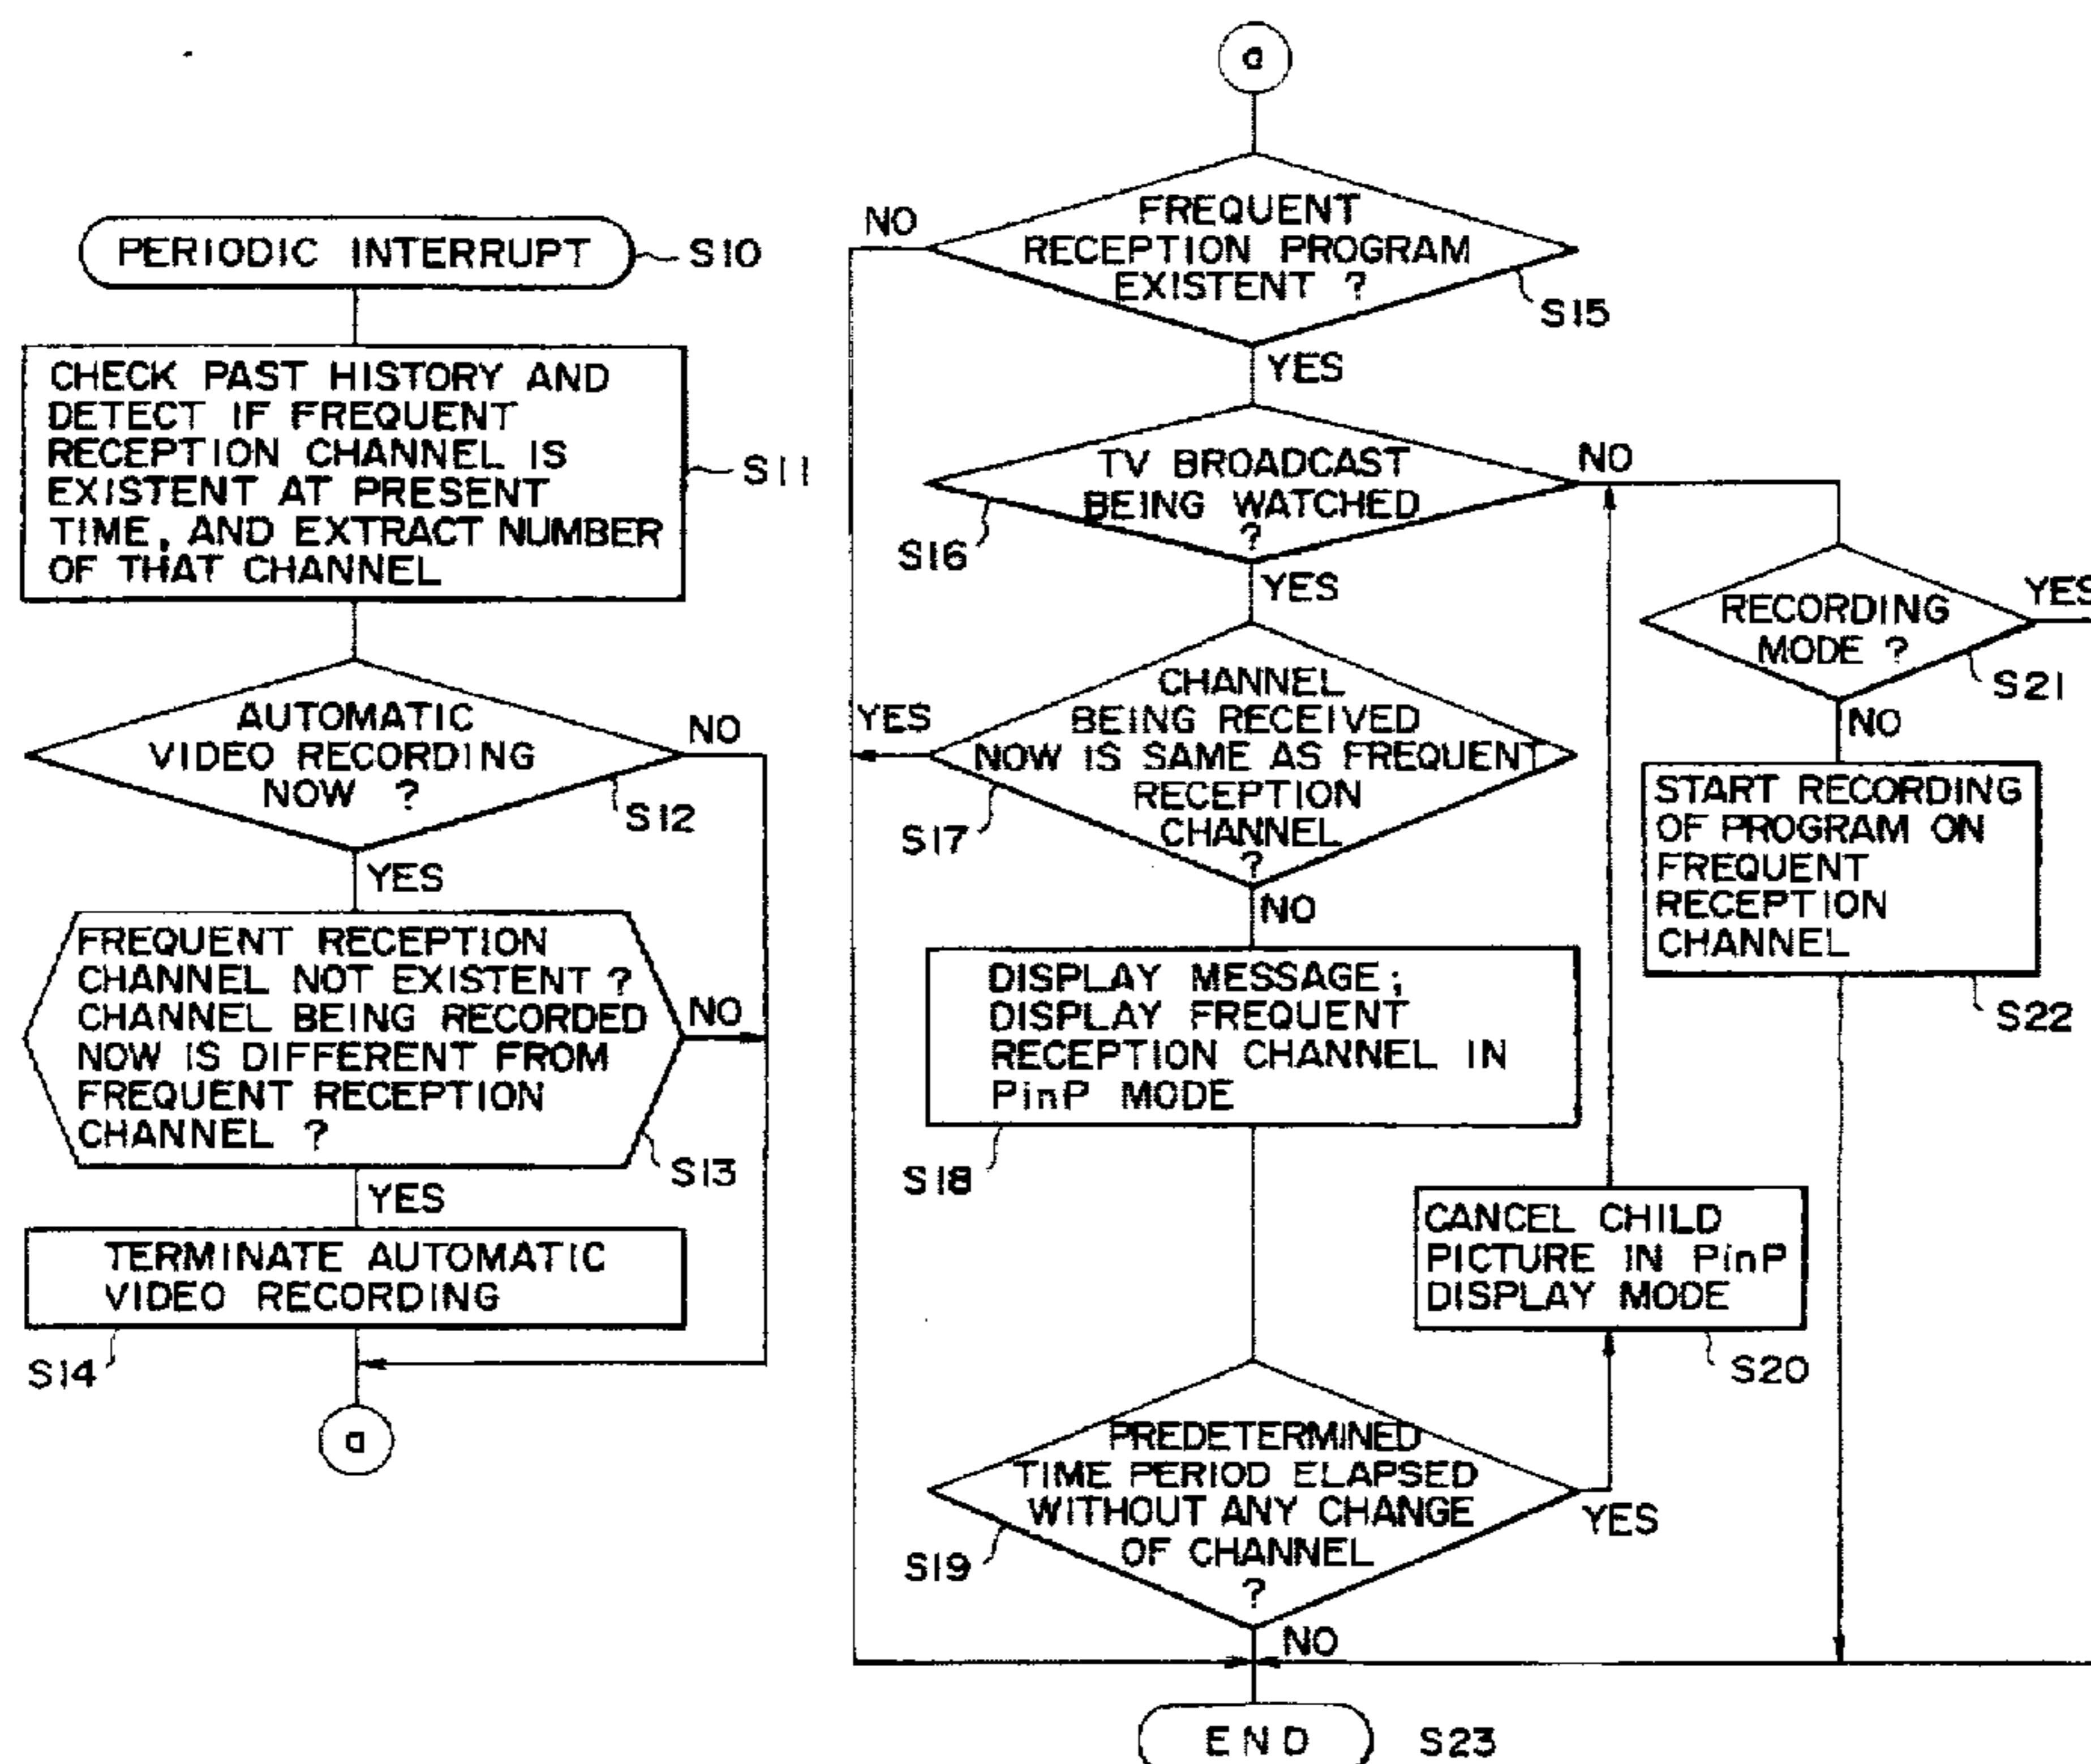 PERIODIC INTERRUPT
S10
CHECK PAST HISTORY AND
DETECT IF FREQUENT
RECEPTION CHANNEL IS
EXISTENT AT PRESENT
TIME, AND EXTRACT NUMBER
OF THAT CHANNEL
S11
AUTOMATIC
VIDEO RECORDING
NOW ?
S12
NO
YES
FREQUENT RECEPTION
CHANNEL NOT EXISTENT ?
CHANNEL BEING RECORDED
NOW IS DIFFERENT FROM
FREQUENT RECEPTION
CHANNEL ?
NO
S13
YES
TERMINATE AUTOMATIC
VIDEO RECORDING
S14
a
a
FREQUENT
RECEPTION PROGRAM
EXISTENT ?
NO
S15
YES
TV BROADCAST
BEING WATCHED
?
NO
S16
YES
CHANNEL
BEING RECEIVED
NOW IS SAME AS FREQUENT
RECEPTION
CHANNEL
?
YES
S17
NO
DISPLAY MESSAGE;
DISPLAY FREQUENT
RECEPTION CHANNEL IN
PinP MODE
S18
PREDETERMINED
TIME PERIOD ELAPSED
WITHOUT ANY CHANGE
OF CHANNEL
?
S19
YES
NO
CANCEL CHILD
PICTURE IN PinP
DISPLAY MODE
S20
RECORDING
MODE ?
YES
S21
NO
START RECORDING
OF PROGRAM ON
FREQUENT
RECEPTION
CHANNEL
S22
END
S23